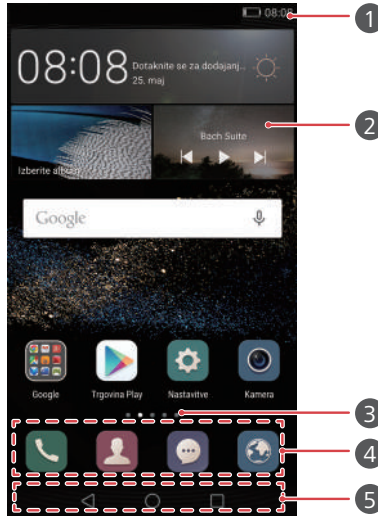 08:08
1
08:08
Dotaknite se za dodajanj...
25. maj
2
Bach Suite
Izberite album
Google
Google
Trgovina Play
Nastavitve
Kamera
3
4
5